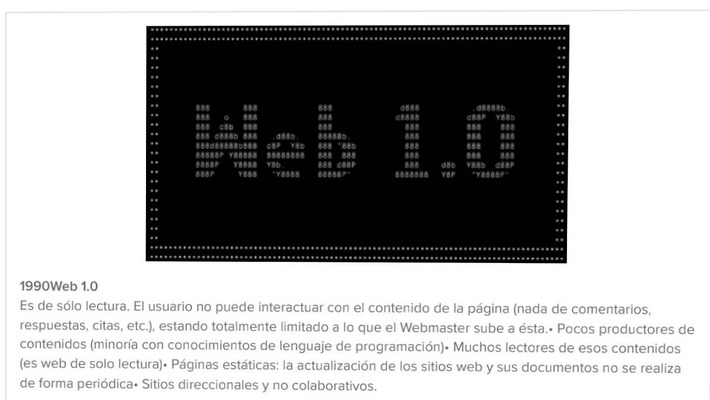 Web 1.0
1990Web 1.0
Es de sólo lectura. El usuario no puede interactuar con el contenido de la página (nada de comentarios,
respuestas, citas, etc.), estando totalmente limitado a lo que el Webmaster sube a ésta.• Pocos productores de
contenidos (minoría con conocimientos de lenguaje de programación)• Muchos lectores de esos contenidos
(es web de solo lectura)• Páginas estáticas: la actualización de los sitios web y sus documentos no se realiza
de forma periódica• Sitios direccionales y no colaborativos.